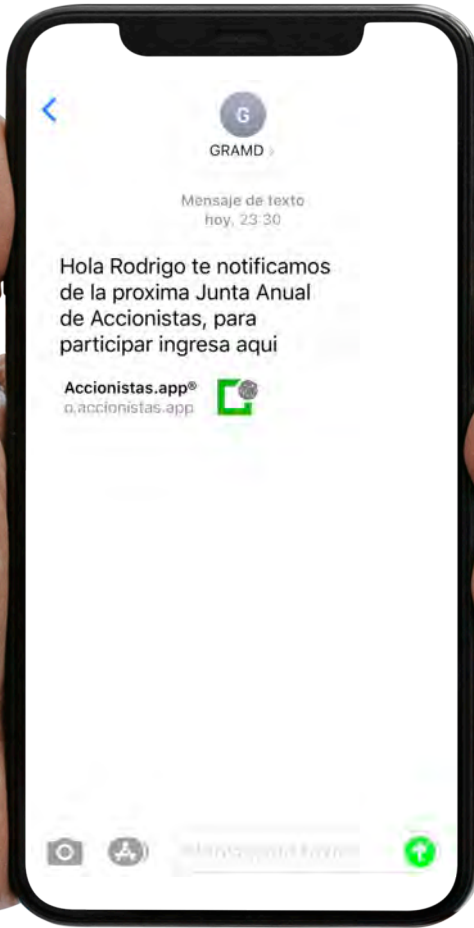 G
GRAMD
Mensaje de texto
hoy, 23:30
Hola Rodrigo te notificamos
de la proxima Junta Anual
de Accionistas, para
participar ingresa aqui
Accionistas.app®
o.accionistas.app